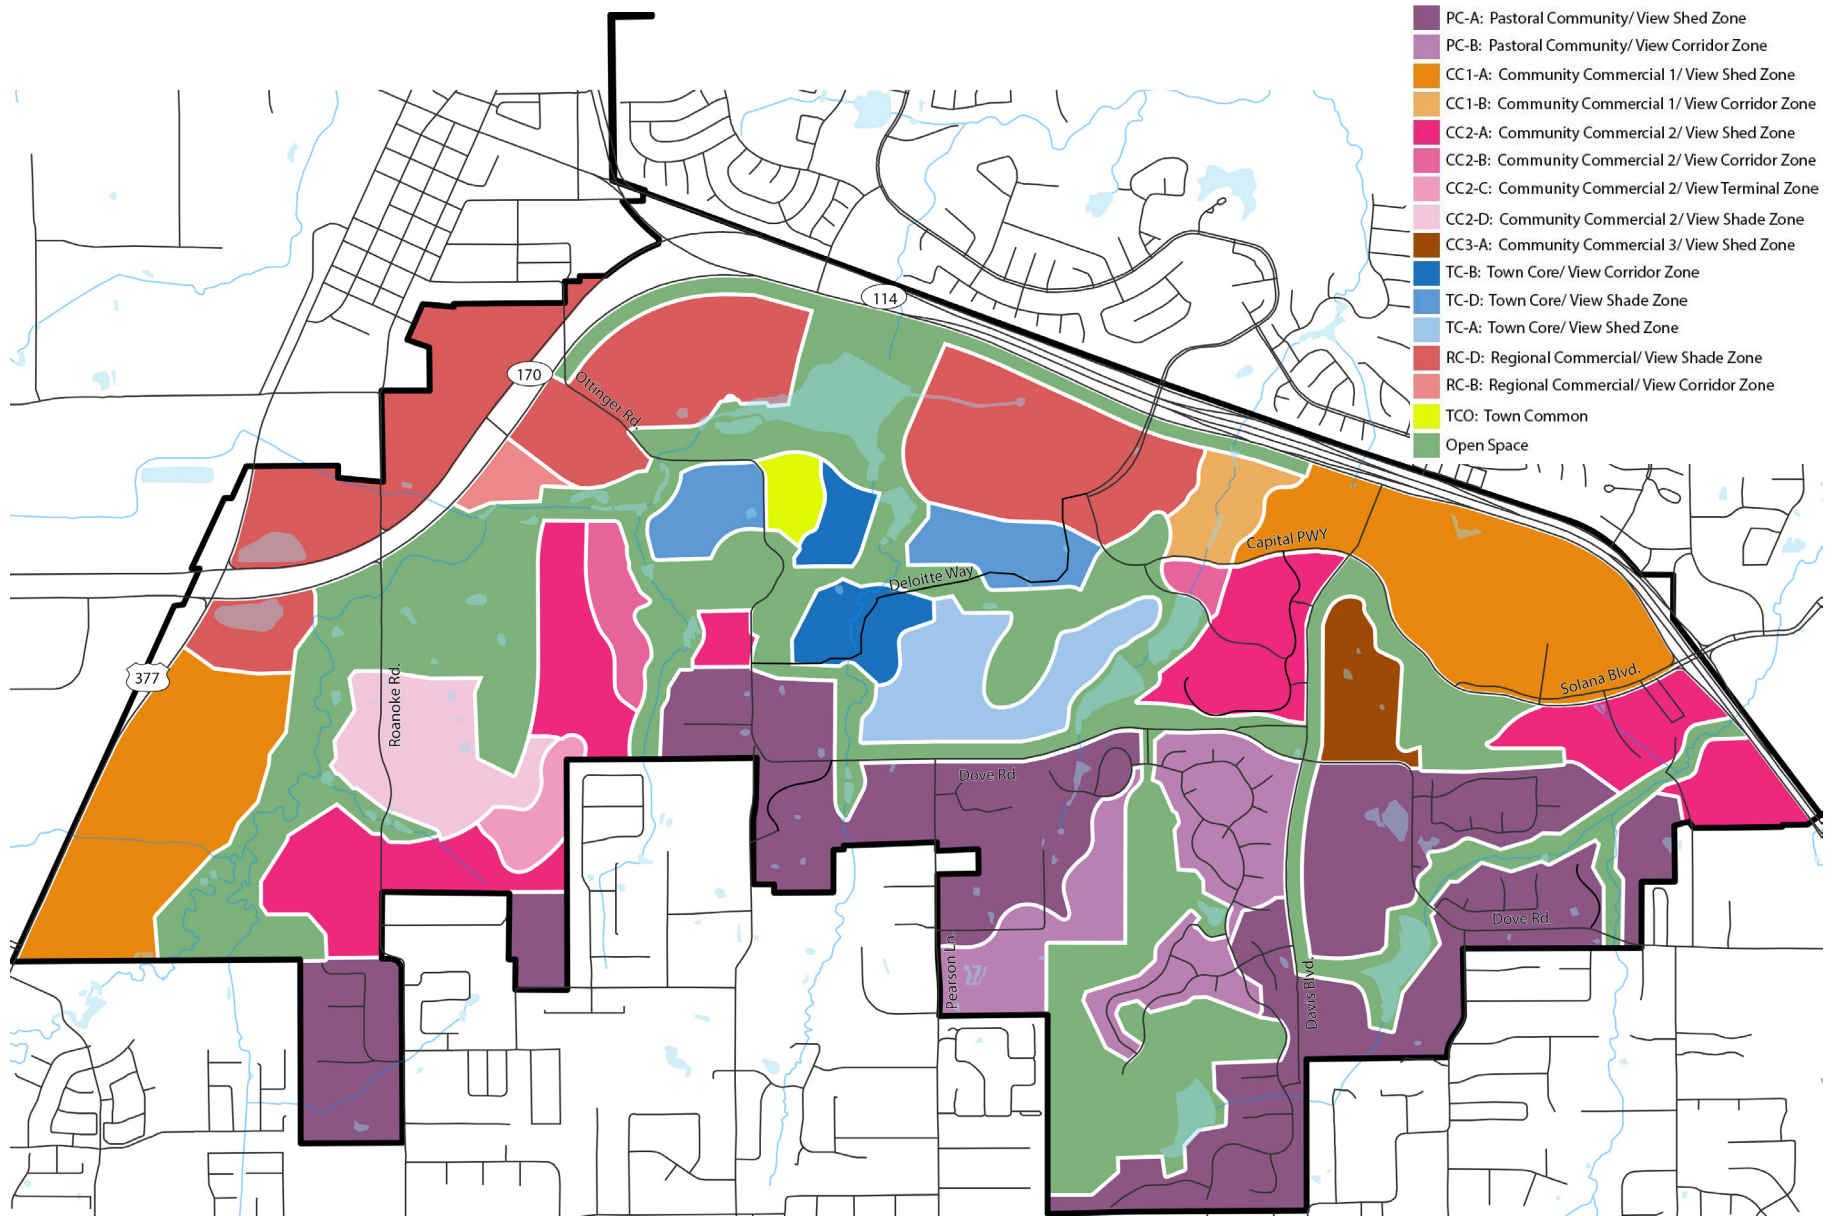 PC-A: Pastoral Community/ View Shed Zone
PC-B: Pastoral Community/ View Corridor Zone
CC1-A: Community Commercial 1/ View Shed Zone
CC1-B: Community Commercial 1/ View Corridor Zone
CC2-A: Community Commercial 2/ View Shed Zone
CC2-B: Community Commercial 2/ View Corridor Zone
CC2-C: Community Commercial 2/ View Terminal Zone
CC2-D: Community Commercial 2/ View Shade Zone
CC3-A: Community Commercial 3/ View Shed Zone
TC-B: Town Core/ View Corridor Zone
TC-D: Town Core/ View Shade Zone
TC-A: Town Core/ View Shed Zone
RC-D: Regional Commercial/ View Shade Zone
RC-B: Regional Commercial/ View Corridor Zone
TCO: Town Common
Open Space
114
170
Ottinger Rd.
Capital PWY
Deloitte Way
377
Roanoke Rd.
Solana Blvd.
Dove Rd.
Dove Rd.
Pearson Ln.
Davis Blvd.